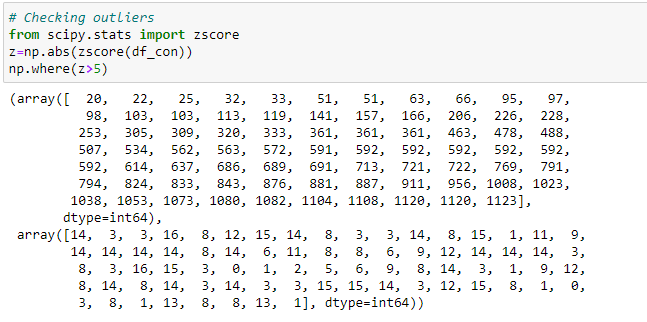 # Checking outliers
from scipy.stats import zscore
z=np.abs(zscore(df_con))
np.where(z>5)
(array([  20,   22,   25,   32,   33,   51,   51,   63,   66,   95,   97,
         98,  103,  103,  113,  119,  141,  157,  166,  206,  226,  228,
        253,  305,  309,  320,  333,  361,  361,  361,  463,  478,  488,
        507,  534,  562,  563,  572,  591,  592,  592,  592,  592,  592,
        592,  614,  637,  686,  689,  691,  713,  721,  722,  769,  791,
        794,  824,  833,  843,  876,  881,  887,  911,  956, 1008, 1023,
       1038, 1053, 1073, 1080, 1082, 1104, 1108, 1120, 1120, 1123],
      dtype=int64),
 array([14,  3,  3, 16,  8, 12, 15, 14,  8,  3,  3, 14,  8, 15,  1, 11,  9,
        14, 14, 14, 14,  8, 14,  6, 11,  8,  8,  6,  9, 12, 14, 14, 14,  3,
         8,  3, 16, 15,  3,  0,  1,  2,  5,  6,  9,  8, 14,  3,  1,  9, 12,
         8, 14,  8, 14,  3, 14,  3,  3, 15, 15, 14,  3, 12, 15,  8,  1,  0,
         3,  8,  1, 13,  8,  8, 13,  1], dtype=int64))